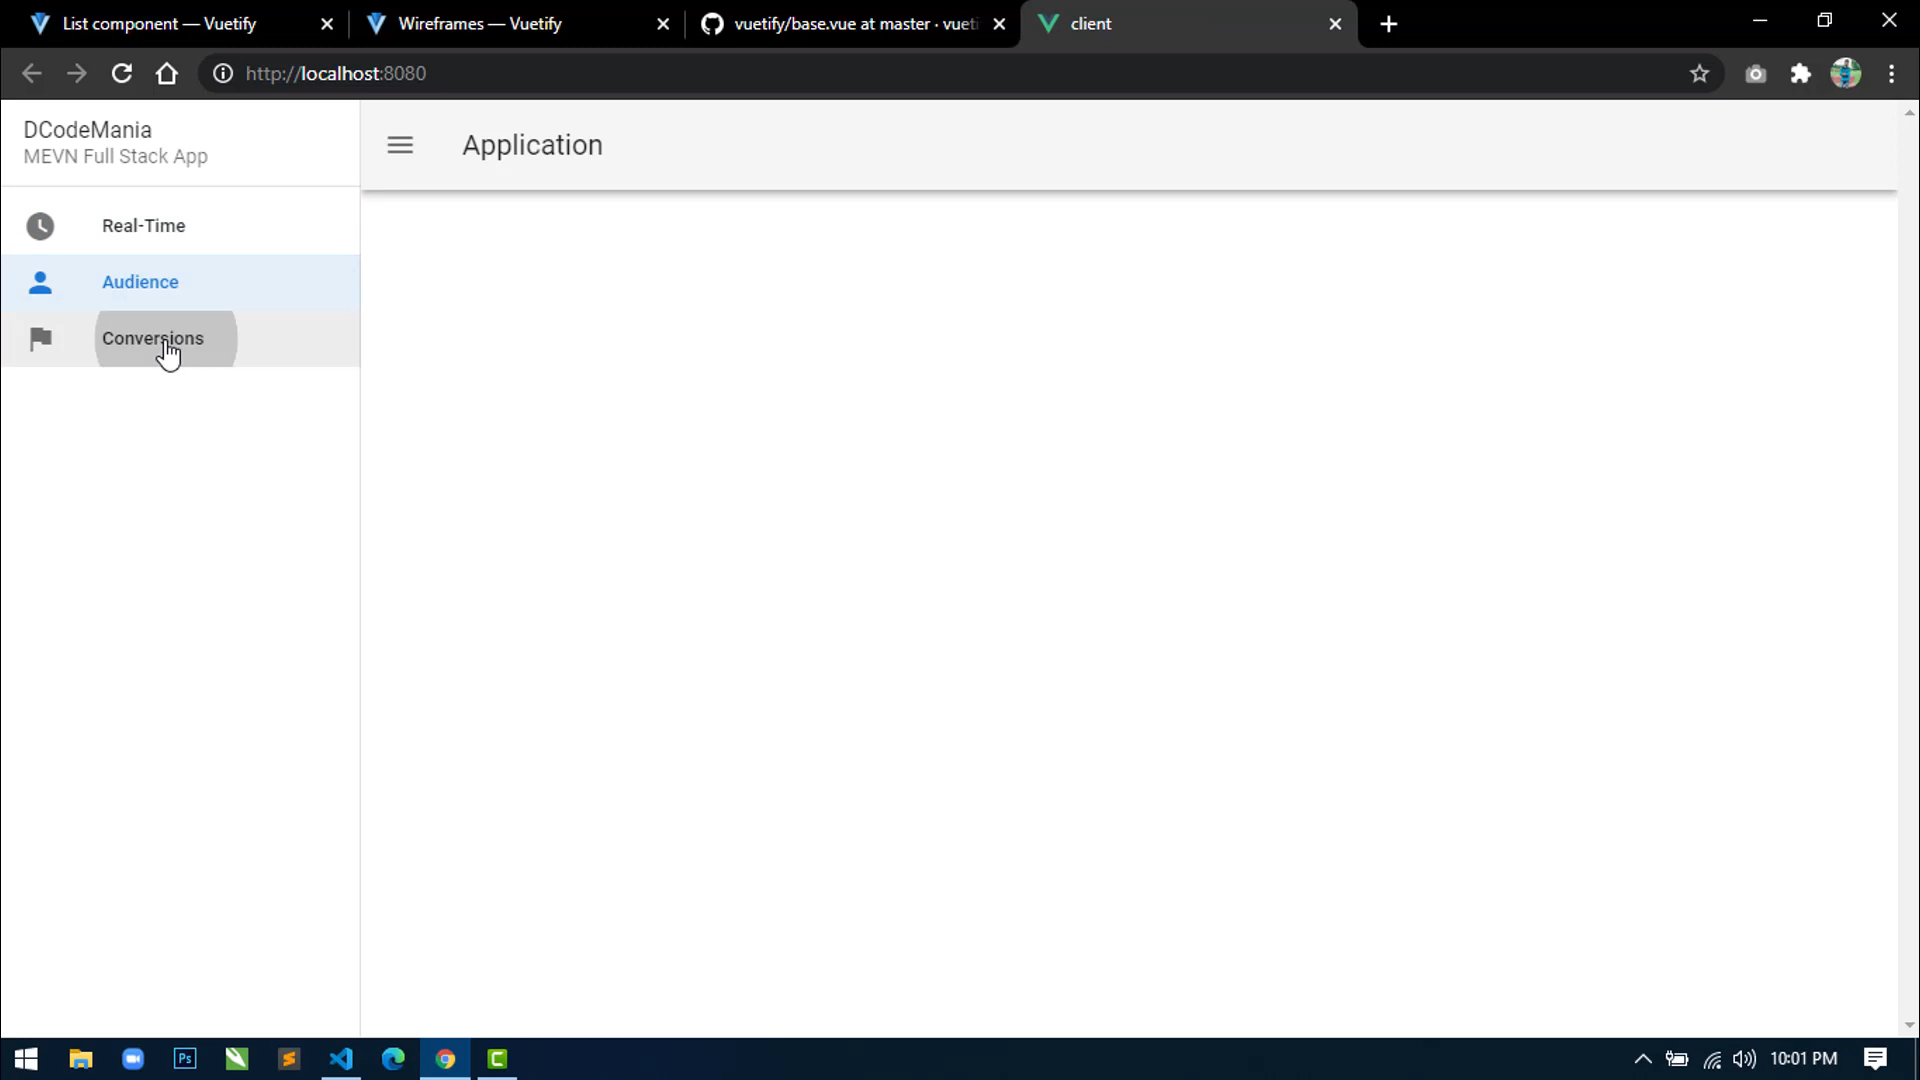 List component — Vuetify
Wireframes — Vuetify
vuetify/base.vue at master · vueti
client
http://localhost:8080
DCodeMania
MEVN Full Stack App
Application
Real-Time
Audience
Conversions
Ps
10:01 PM